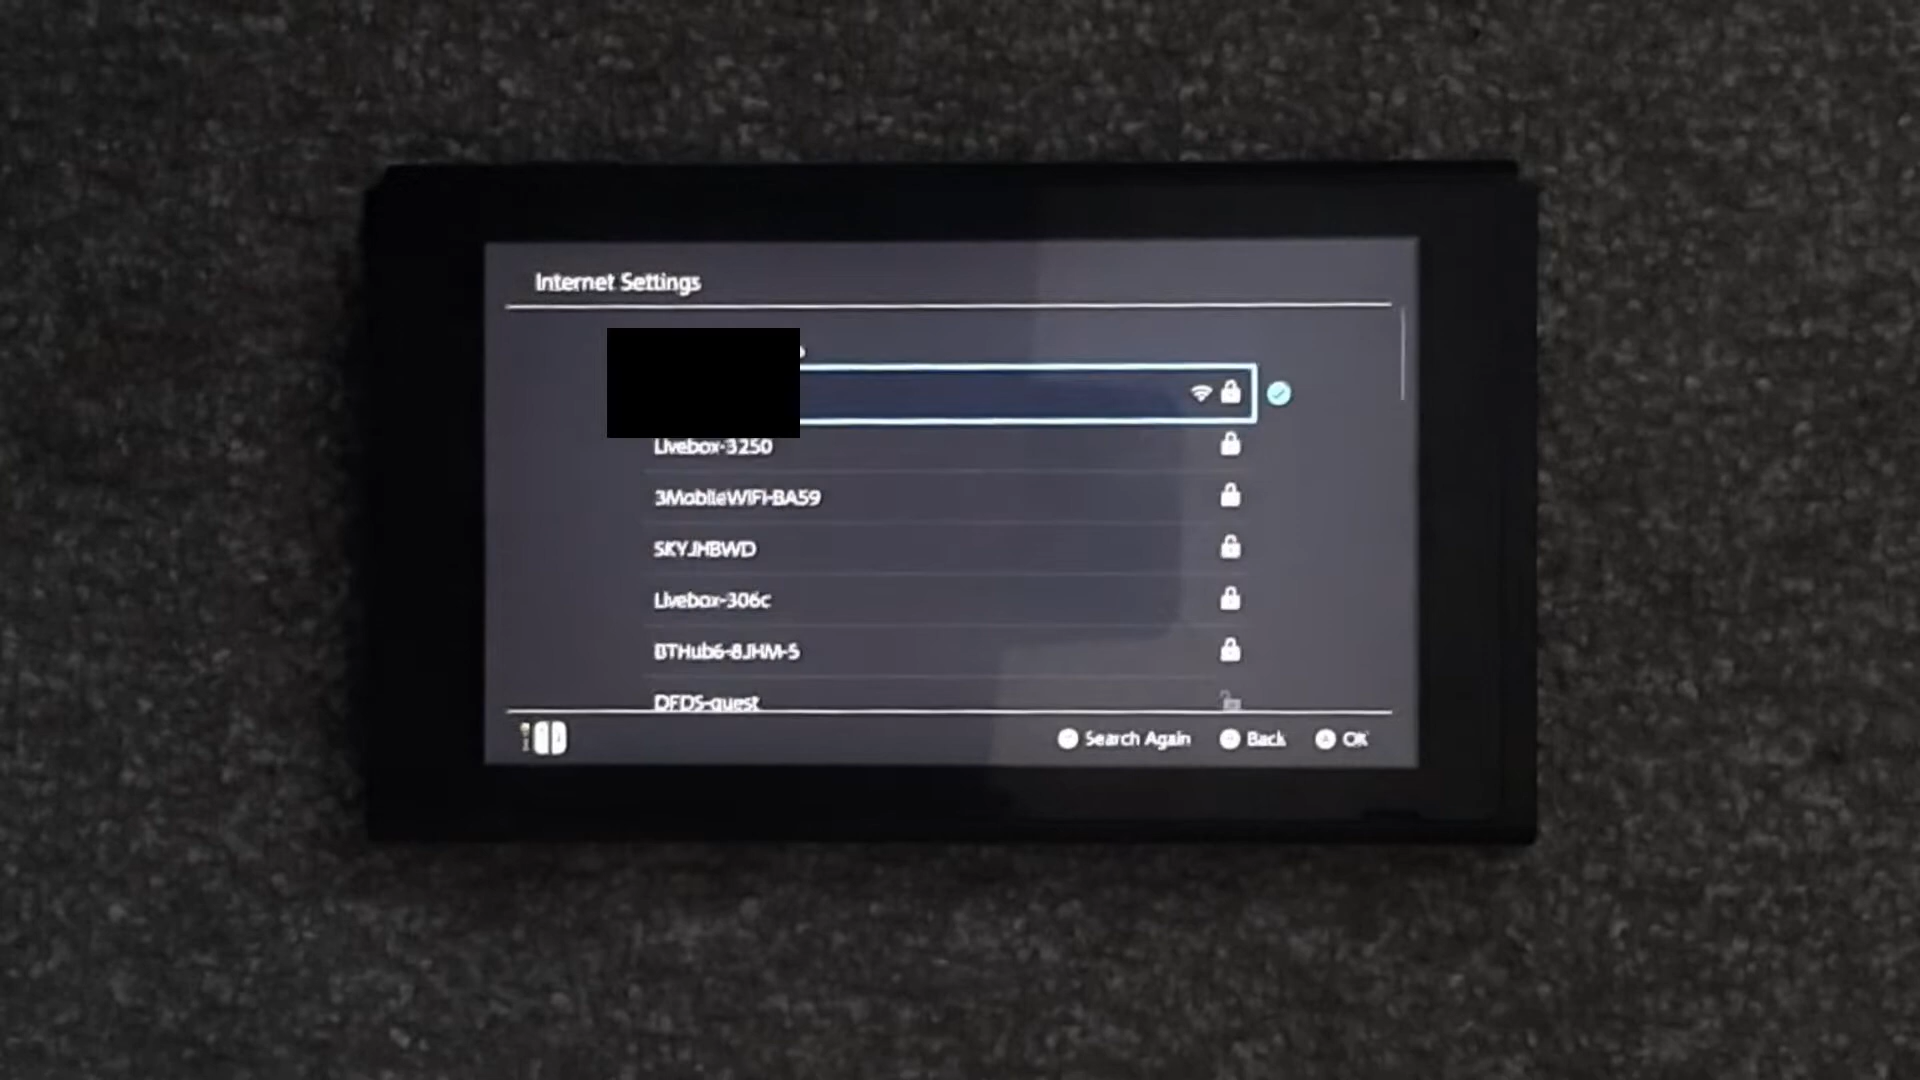 Internet Settings
Livebox-3250
3MobileWiFi-BA59
SKYJHBWD
Livebox-306c
BTHub6-8JHM-5
DFDS-guest
Search Again
Back
OK